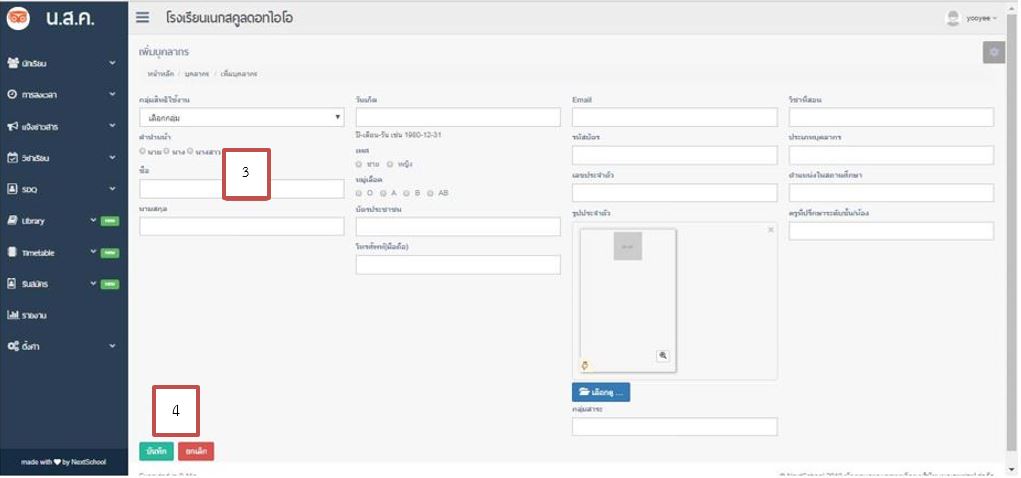 น.ส.ค.
โรงเรียนเนกสคูลดอทไอโอ
yooyee
นักเรียน
การลงเวลา
แจ้งข่าวสาร
วิชาเรียน
SDQ
Library NEW
Timetable NEW
รับสมัคร NEW
รายงาน
ตั้งค่า
made with by NextSchool
เพิ่มบุคลากร
หน้าหลัก / บุคลากร / เพิ่มบุคลากร
กลุ่มสิทธิใช้งาน
เลือกกลุ่ม
คำนำหน้า
นาย นาง นางสาว
3
ชื่อ
นามสกุล
วันเกิด
ปี-เดือน-วัน เช่น 1980-12-31
เพศ
ชาย หญิง
หมู่เลือด
O A B AB
บัตรประชาชน
โทรศัพท์(มือถือ)
Email
รหัสบัตร
เลขประจำตัว
รูปประจำตัว
เลือกดู ...
กลุ่มสาระ
วิชาที่สอน
ประเภทบุคลากร
ตำแหน่งในสถานศึกษา
ครูที่ปรึกษาระดับชั้น/ห้อง
4
บันทึก ยกเลิก